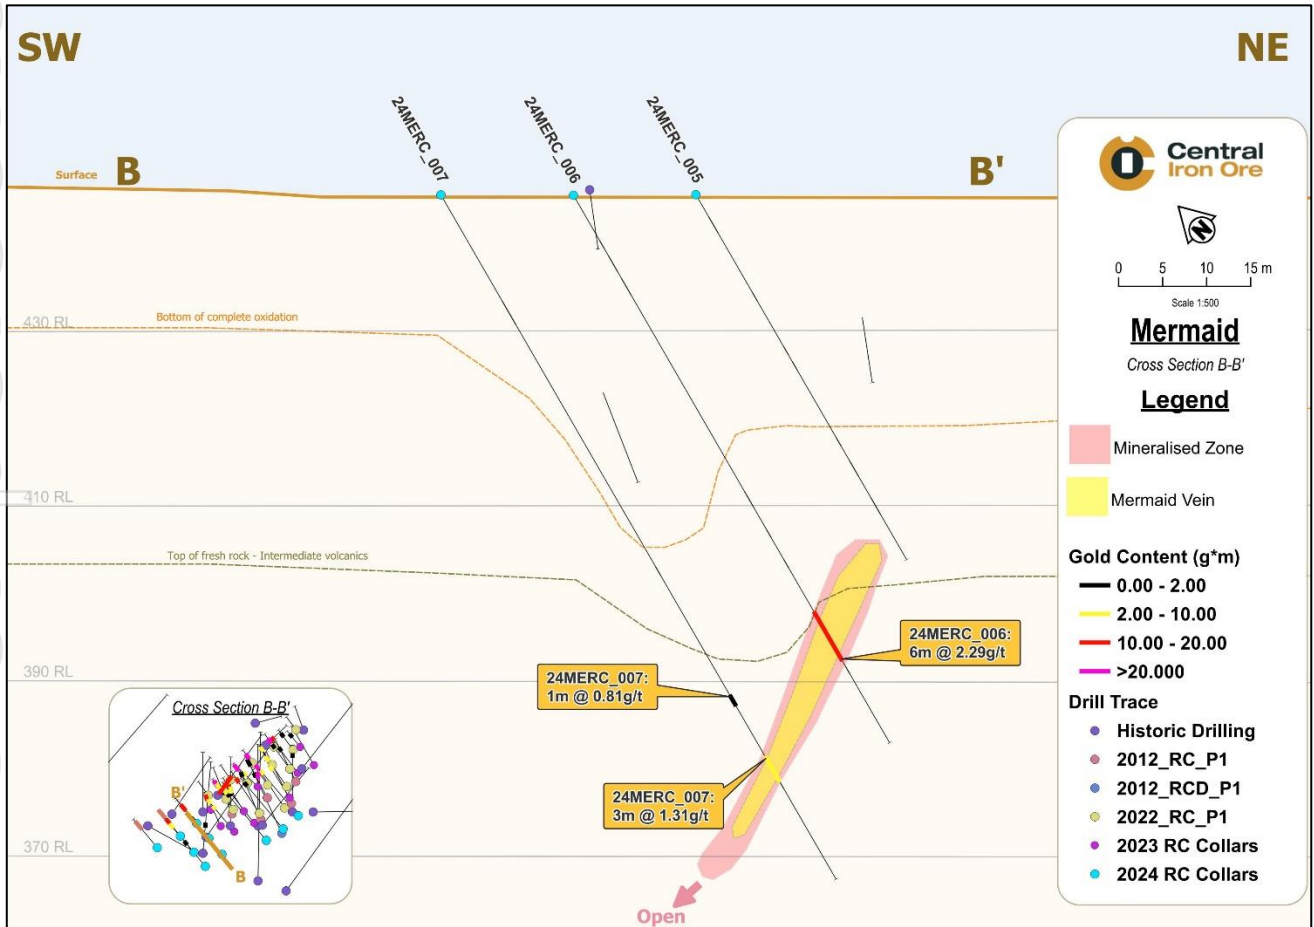 SW
NE
24MERC_007
24MERC_006
24MERC_005
B
B'
Surface
Bottom of complete oxidation
430 RL
410 RL
Top of fresh rock - Intermediate volcanics
390 RL
370 RL
24MERC_006:
6m @ 2.29g/t
24MERC_007:
1m @ 0.81g/t
24MERC_007:
3m @ 1.31g/t
Open
Cross Section B-B'
B'
B
Central
Iron Ore
N
0 5 10 15 m
Scale 1:500
Mermaid
Cross Section B-B'
Legend
Mineralised Zone
Mermaid Vein
Gold Content (g*m)
0.00 - 2.00
2.00 - 10.00
10.00 - 20.00
>20.000
Drill Trace
Historic Drilling
2012_RC_P1
2012_RCD_P1
2022_RC_P1
2023 RC Collars
2024 RC Collars